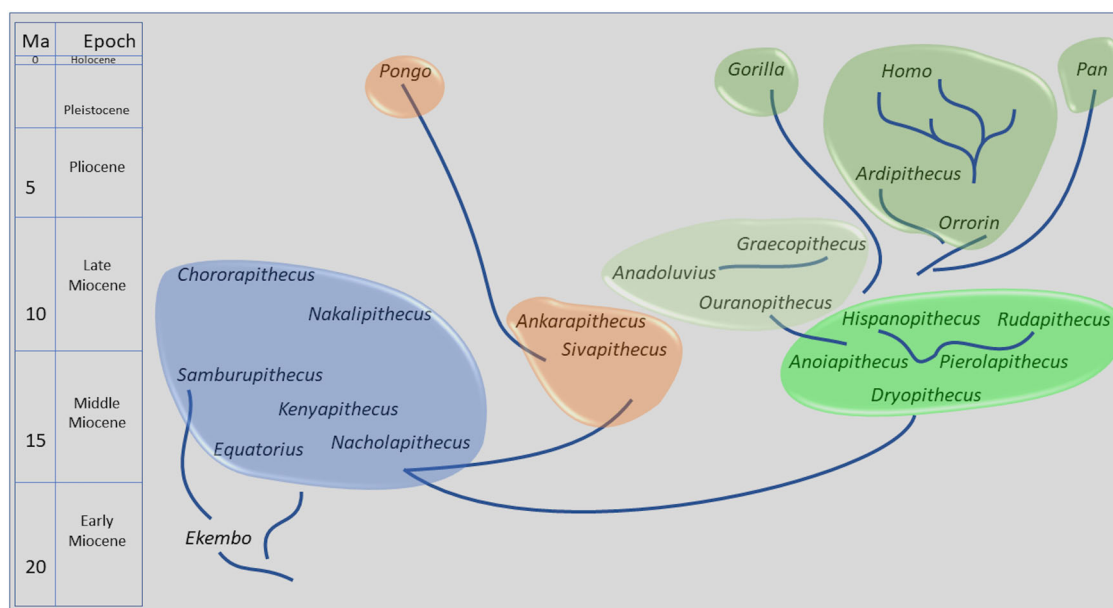 Ma Epoch
0 Holocene
Pleistocene
Pliocene
5
Late
Miocene
10
Middle
Miocene
15
Early
Miocene
20
Pongo
Gorilla
Homo
Pan
Ardipithecus
Orrorin
Graecopithecus
Anadoluvius
Ouranopithecus
Chororapithecus
Nakalipithecus
Ankarapithecus
Sivapithecus
Hispanopithecus
Rudapithecus
Anoiapithecus
Pierolapithecus
Dryopithecus
Samburupithecus
Kenyapithecus
Equatorius
Nacholapithecus
Ekembo